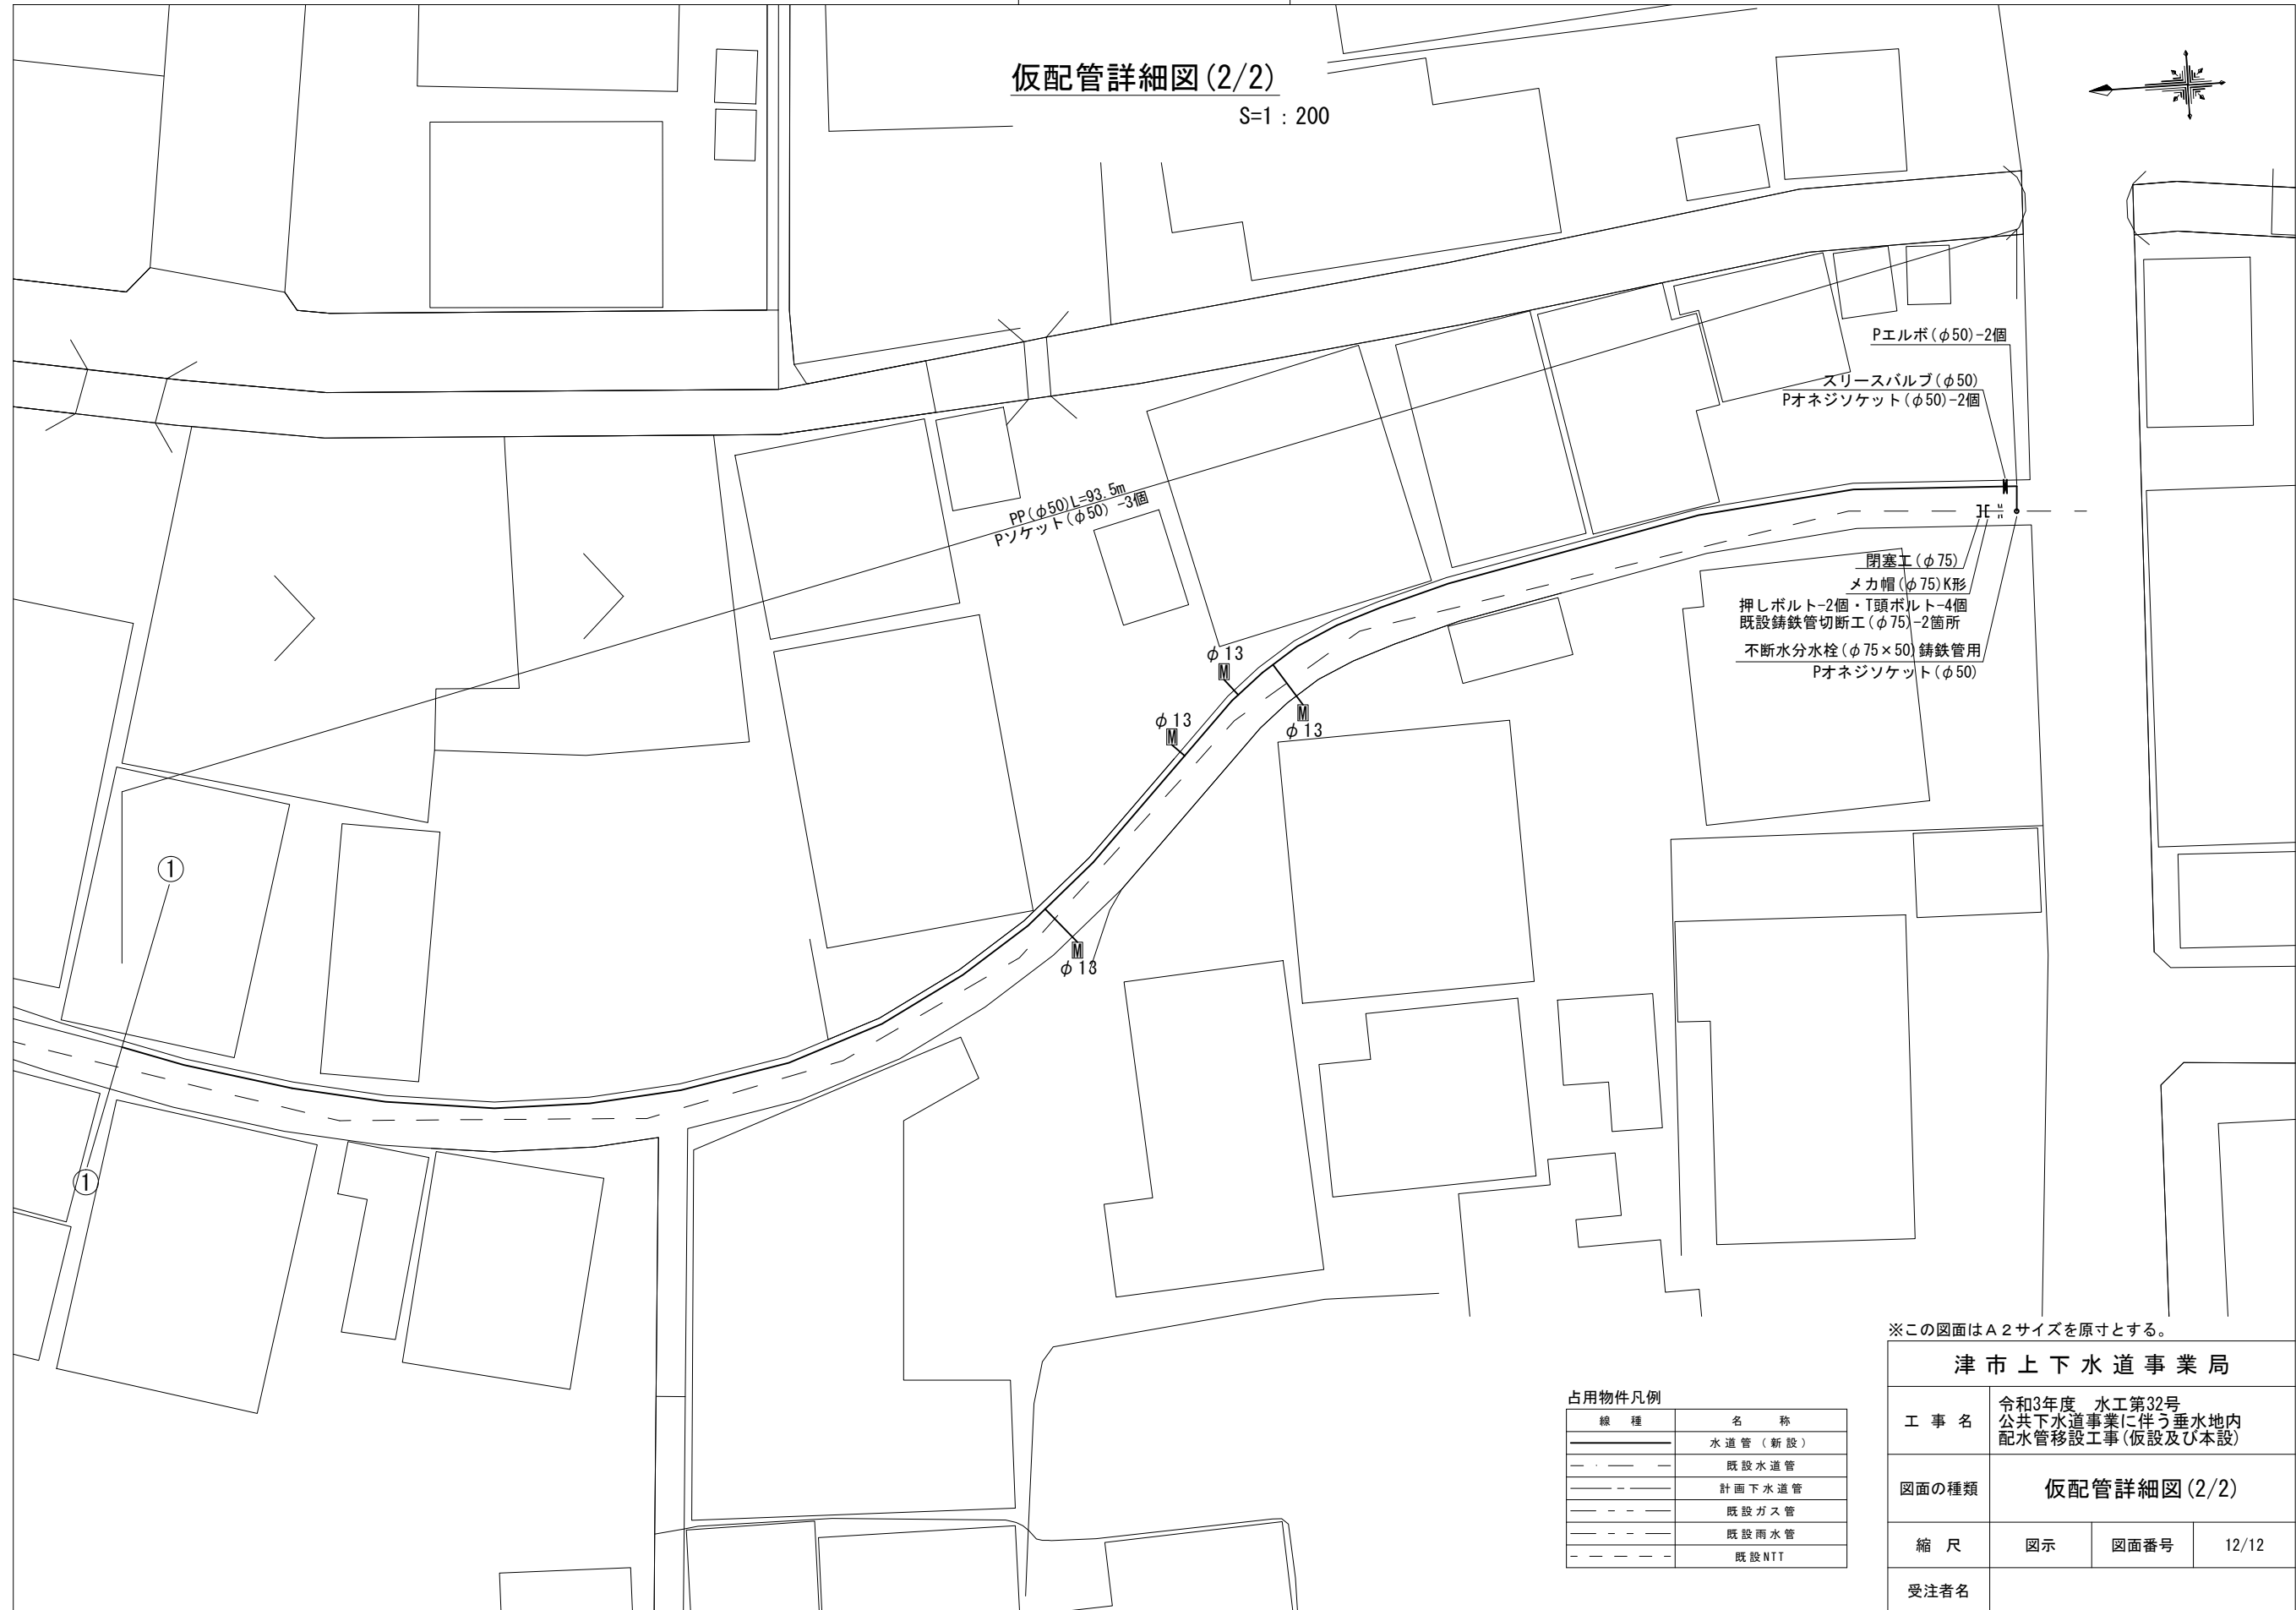 仮配管詳細図(2/2)
S=1：200
Pエルボ(φ50)-2個
スリースバルブ(φ50)
Pオネジソケット(φ50)-2個
PP(φ50)L=93.5m
Pソケット(φ50) -3個
閉塞工(φ75)
メカ帽(φ75)K形
押しボルト-2個・T頭ボルト-4個
既設鋳鉄管切断工(φ75)-2箇所
不断水分水栓(φ75×50)鋳鉄管用
Pオネジソケット(φ50)
φ13
M
φ13
M
M
φ13
M
φ13
①
①
※この図面はA2サイズを原寸とする。
津市上下水道事業局
工事名
令和3年度 水工第32号
公共下水道事業に伴う垂水地内
配水管移設工事(仮設及び本設)
図面の種類
仮配管詳細図(2/2)
縮尺
図示
図面番号
12/12
受注者名
占用物件凡例
線種
名称
水道管（新設）
既設水道管
計画下水道管
既設ガス管
既設雨水管
既設NTT